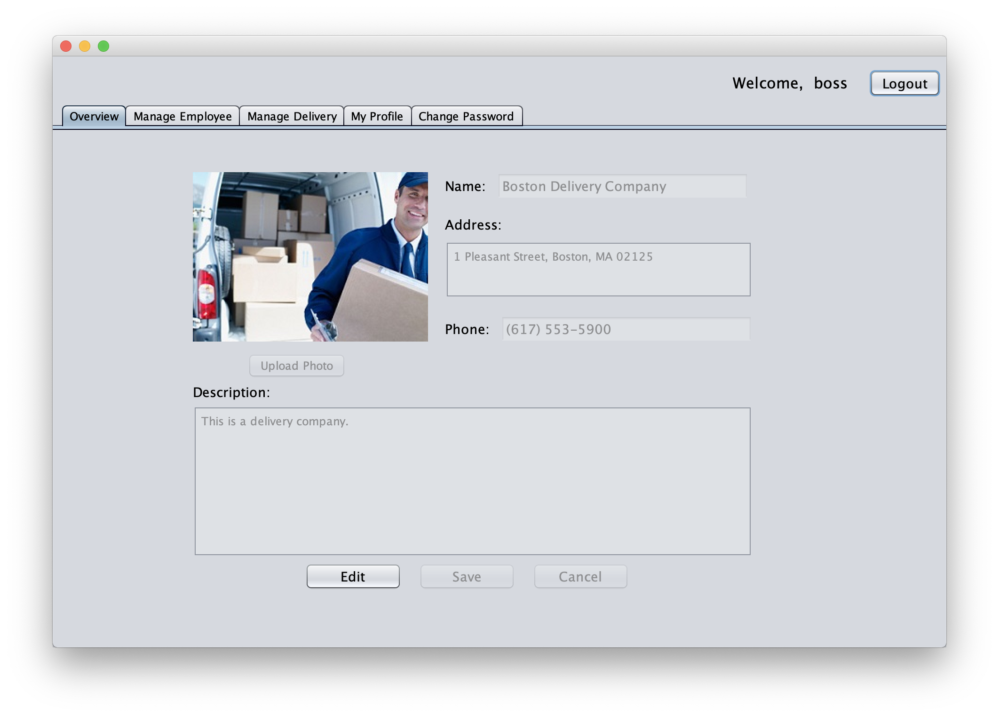 Welcome, boss
Logout
Overview
Manage Employee
Manage Delivery
My Profile
Change Password
Name:
Boston Delivery Company
Address:
1 Pleasant Street, Boston, MA 02125
Phone:
(617) 553-5900
Upload Photo
Description:
This is a delivery company.
Edit
Save
Cancel